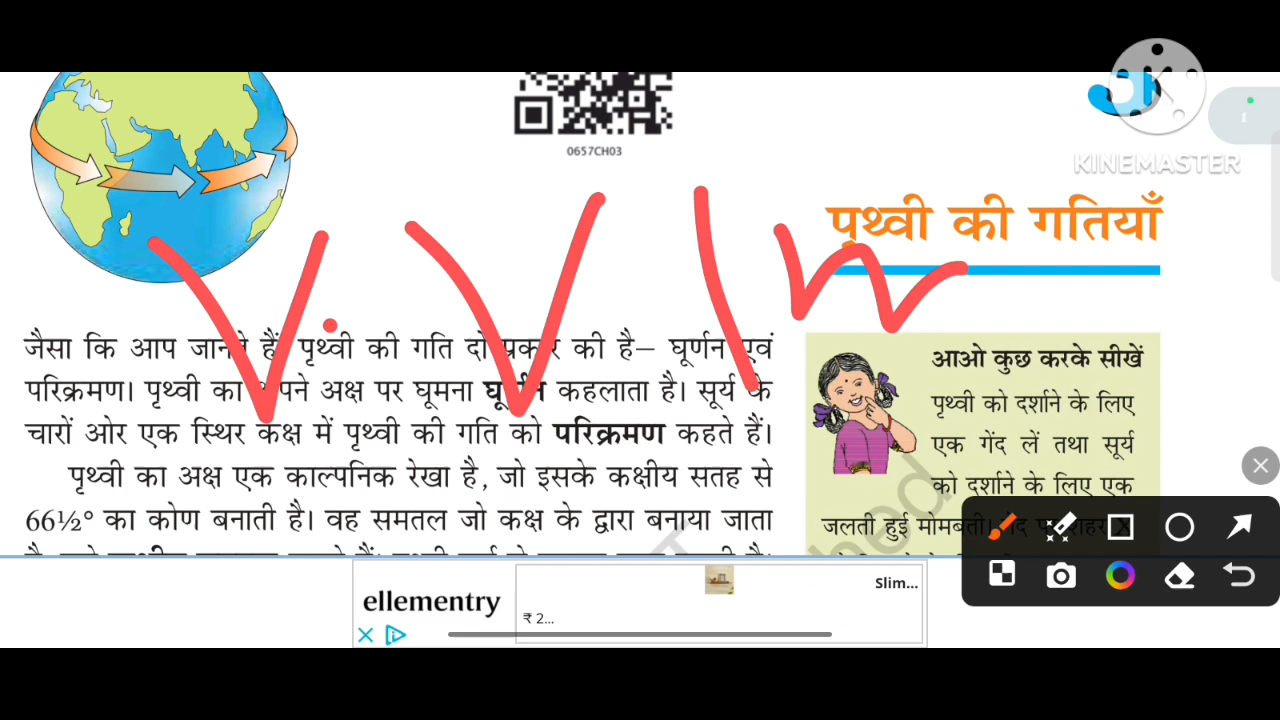 KINEMASTER
0657CH03
पृथ्वी की गतियाँ
V. V Im
जैसा कि आप जानते हैं, पृथ्वी की गति दो प्रकार की है– घूर्णन एवं
परिक्रमण। पृथ्वी का अपने अक्ष पर घूमना घूर्णन कहलाता है। सूर्य के
चारों ओर एक स्थिर कक्ष में पृथ्वी की गति को परिक्रमण कहते हैं।
पृथ्वी का अक्ष एक काल्पनिक रेखा है, जो इसके कक्षीय सतह से
66½° का कोण बनाती है। वह समतल जो कक्ष के द्वारा बनाया जाता
आओ कुछ करके सीखें
पृथ्वी को दर्शाने के लिए
एक गेंद लें तथा सूर्य
को दर्शाने के लिए एक
जलती हुई मोमबत्ती।
ellementry
Slim...
₹ 2...